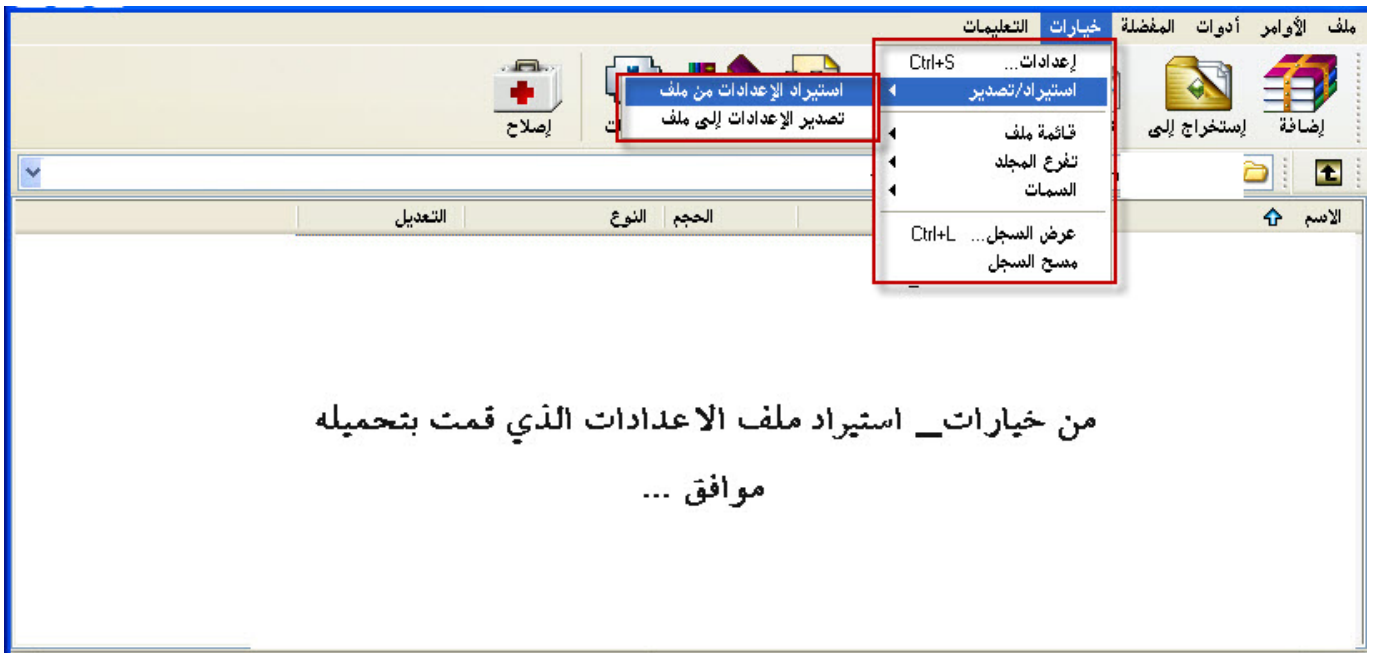 ملف الأوامر أدوات المفضلة خيارات التعليمات
إعدادات... Ctrl+S
استيراد/تصدير
قائمة ملف
تفرع المجلد
السمات
عرض السجل... Ctrl+L
مسح السجل
استيراد الإعدادات من ملف
تصدير الإعدادات إلى ملف
إضافة
إستخراج إلى
إصلاح
الاسم
الحجم
النوع
التعديل
من خيارات_ استيراد ملف الاعدادات الذي قمت بتحميله
موافق ...